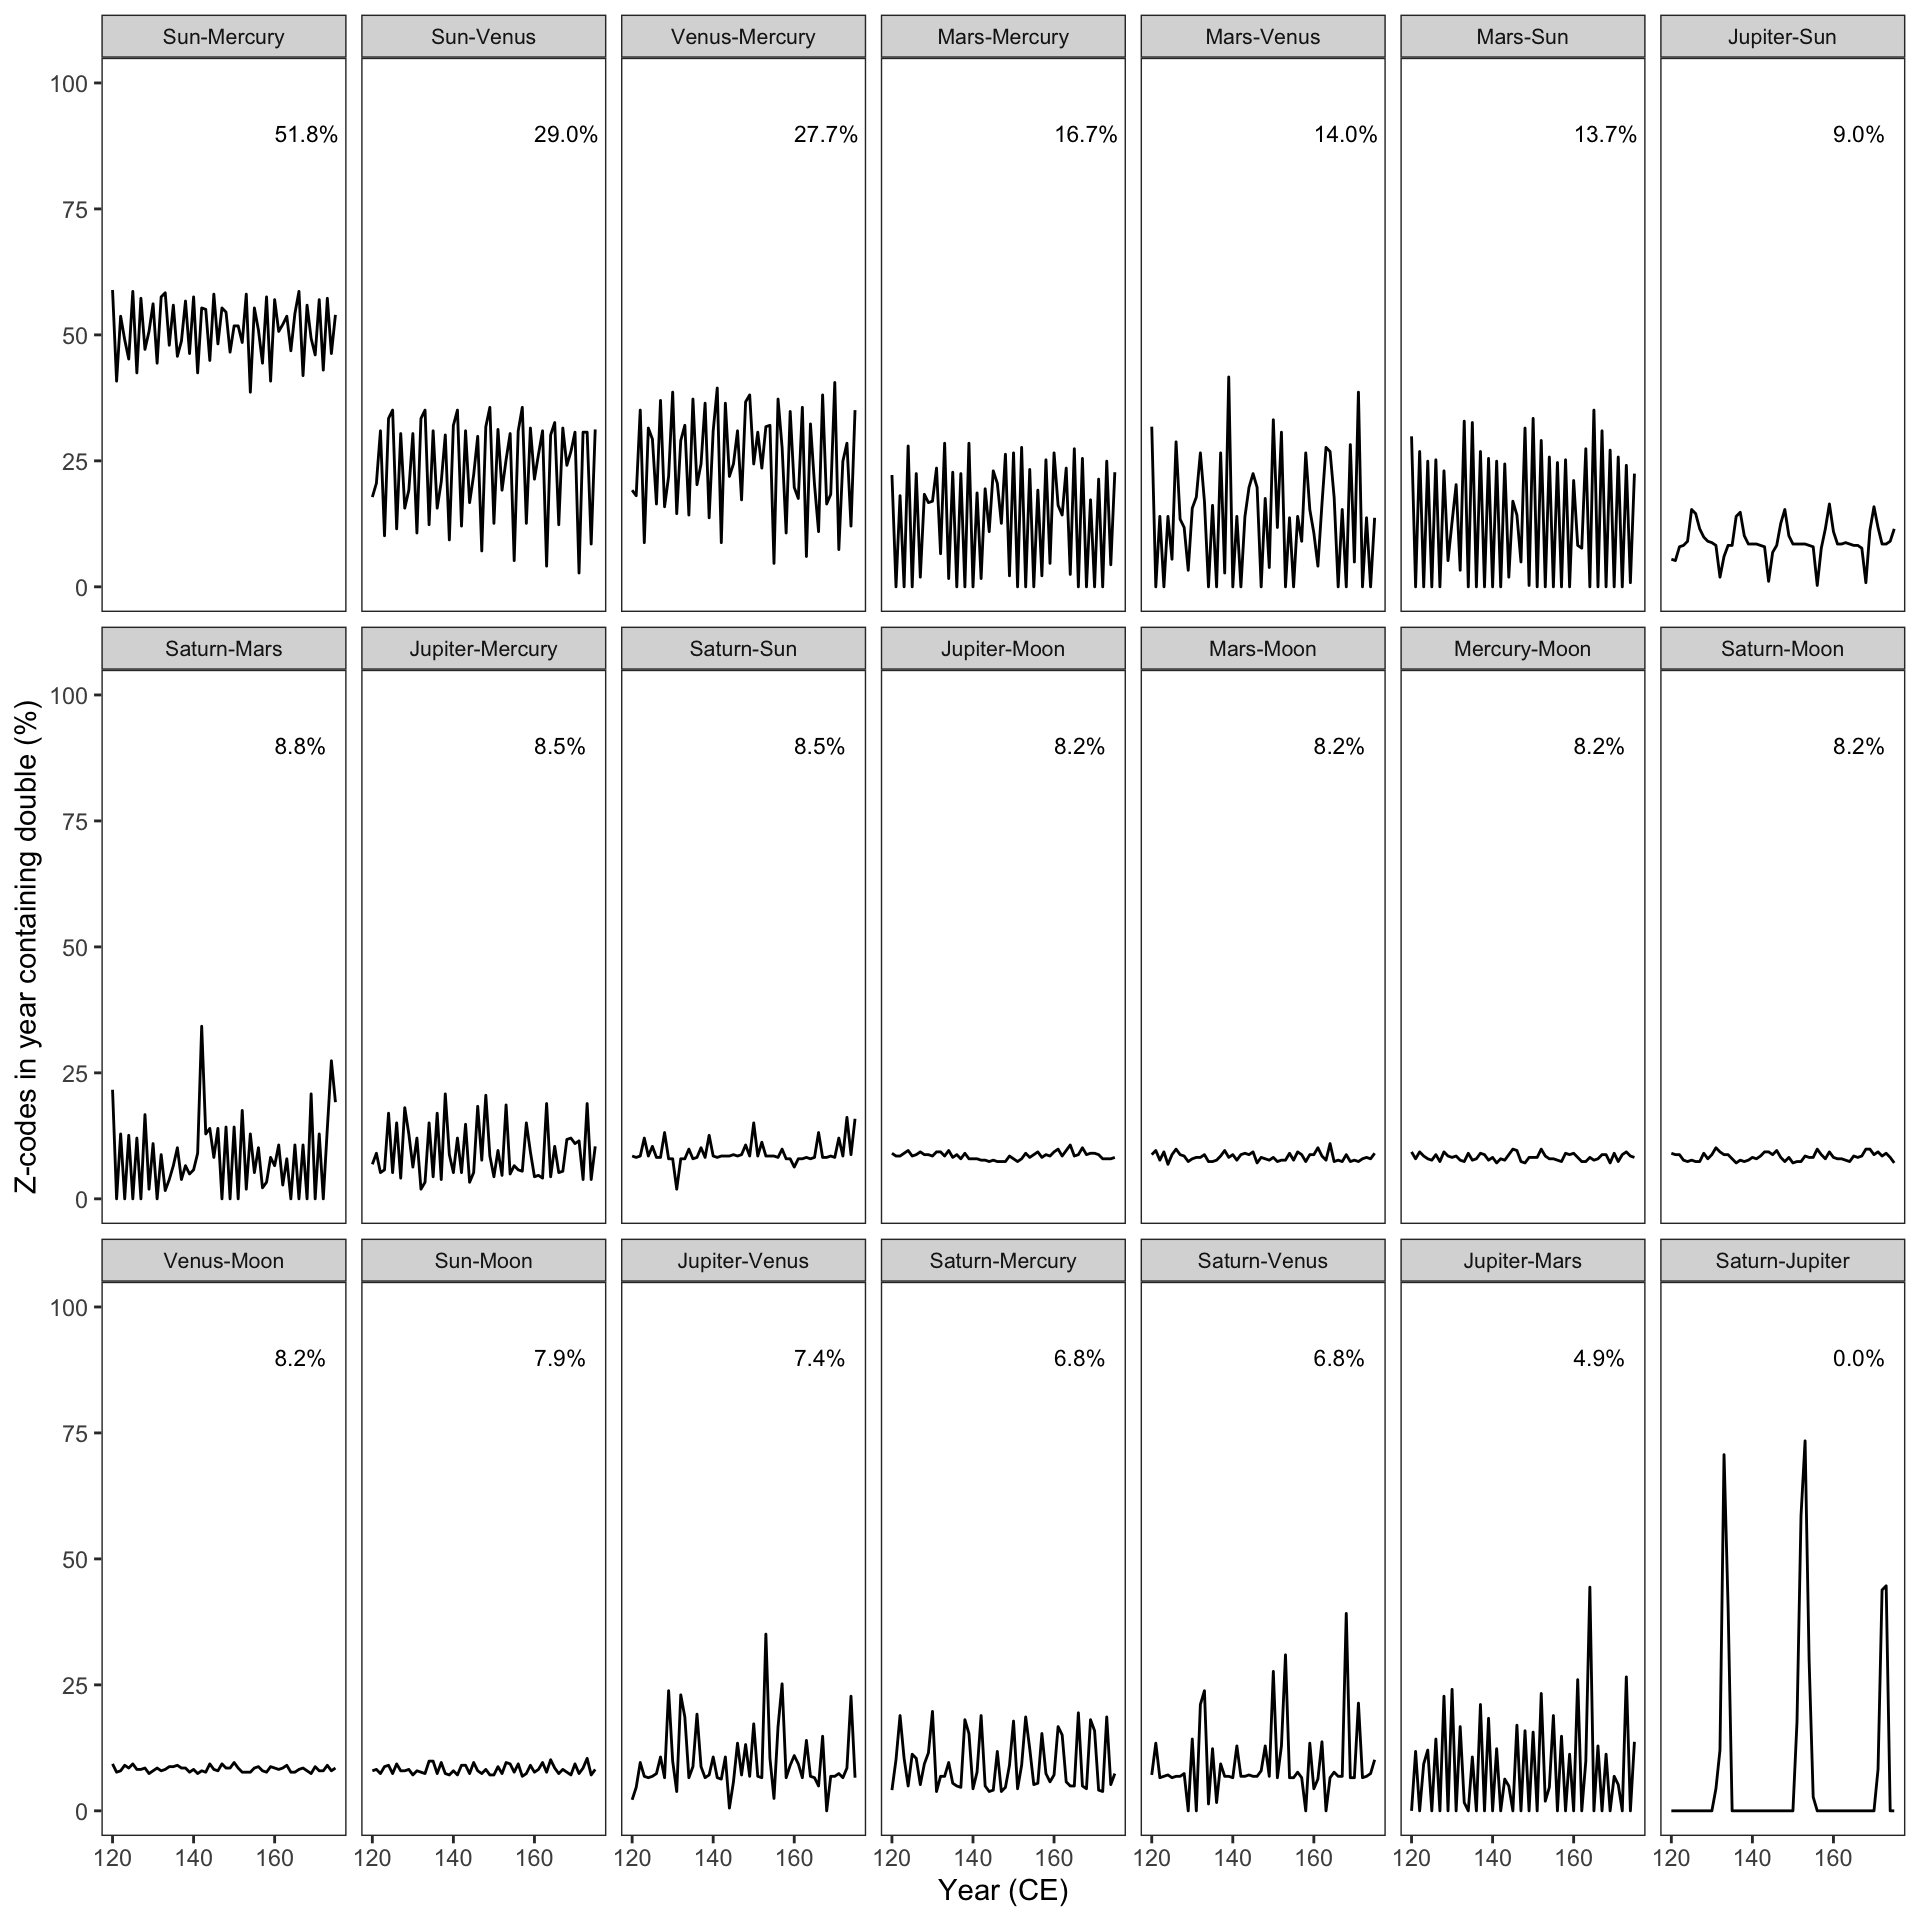 Sun-Mercury Sun-Venus Venus-Mercury Mars-Mercury Mars-Venus Mars-Sun Jupiter-Sun
100
51.8% 29.0% 27.7% 16.7% 14.0% 13.7% 9.0%
75
50
25
0
Saturn-Mars Jupiter-Mercury Saturn-Sun Jupiter-Moon Mars-Moon Mercury-Moon Saturn-Moon
100
8.8% 8.5% 8.5% 8.2% 8.2% 8.2% 8.2%
75
50
25
0
Z-codes in year containing double (%)
Venus-Moon Sun-Moon Jupiter-Venus Saturn-Mercury Saturn-Venus Jupiter-Mars Saturn-Jupiter
100
8.2% 7.9% 7.4% 6.8% 6.8% 4.9% 0.0%
75
50
25
0
120 140 160 120 140 160 120 140 160 120 140 160 120 140 160 120 140 160 120 140 160
Year (CE)